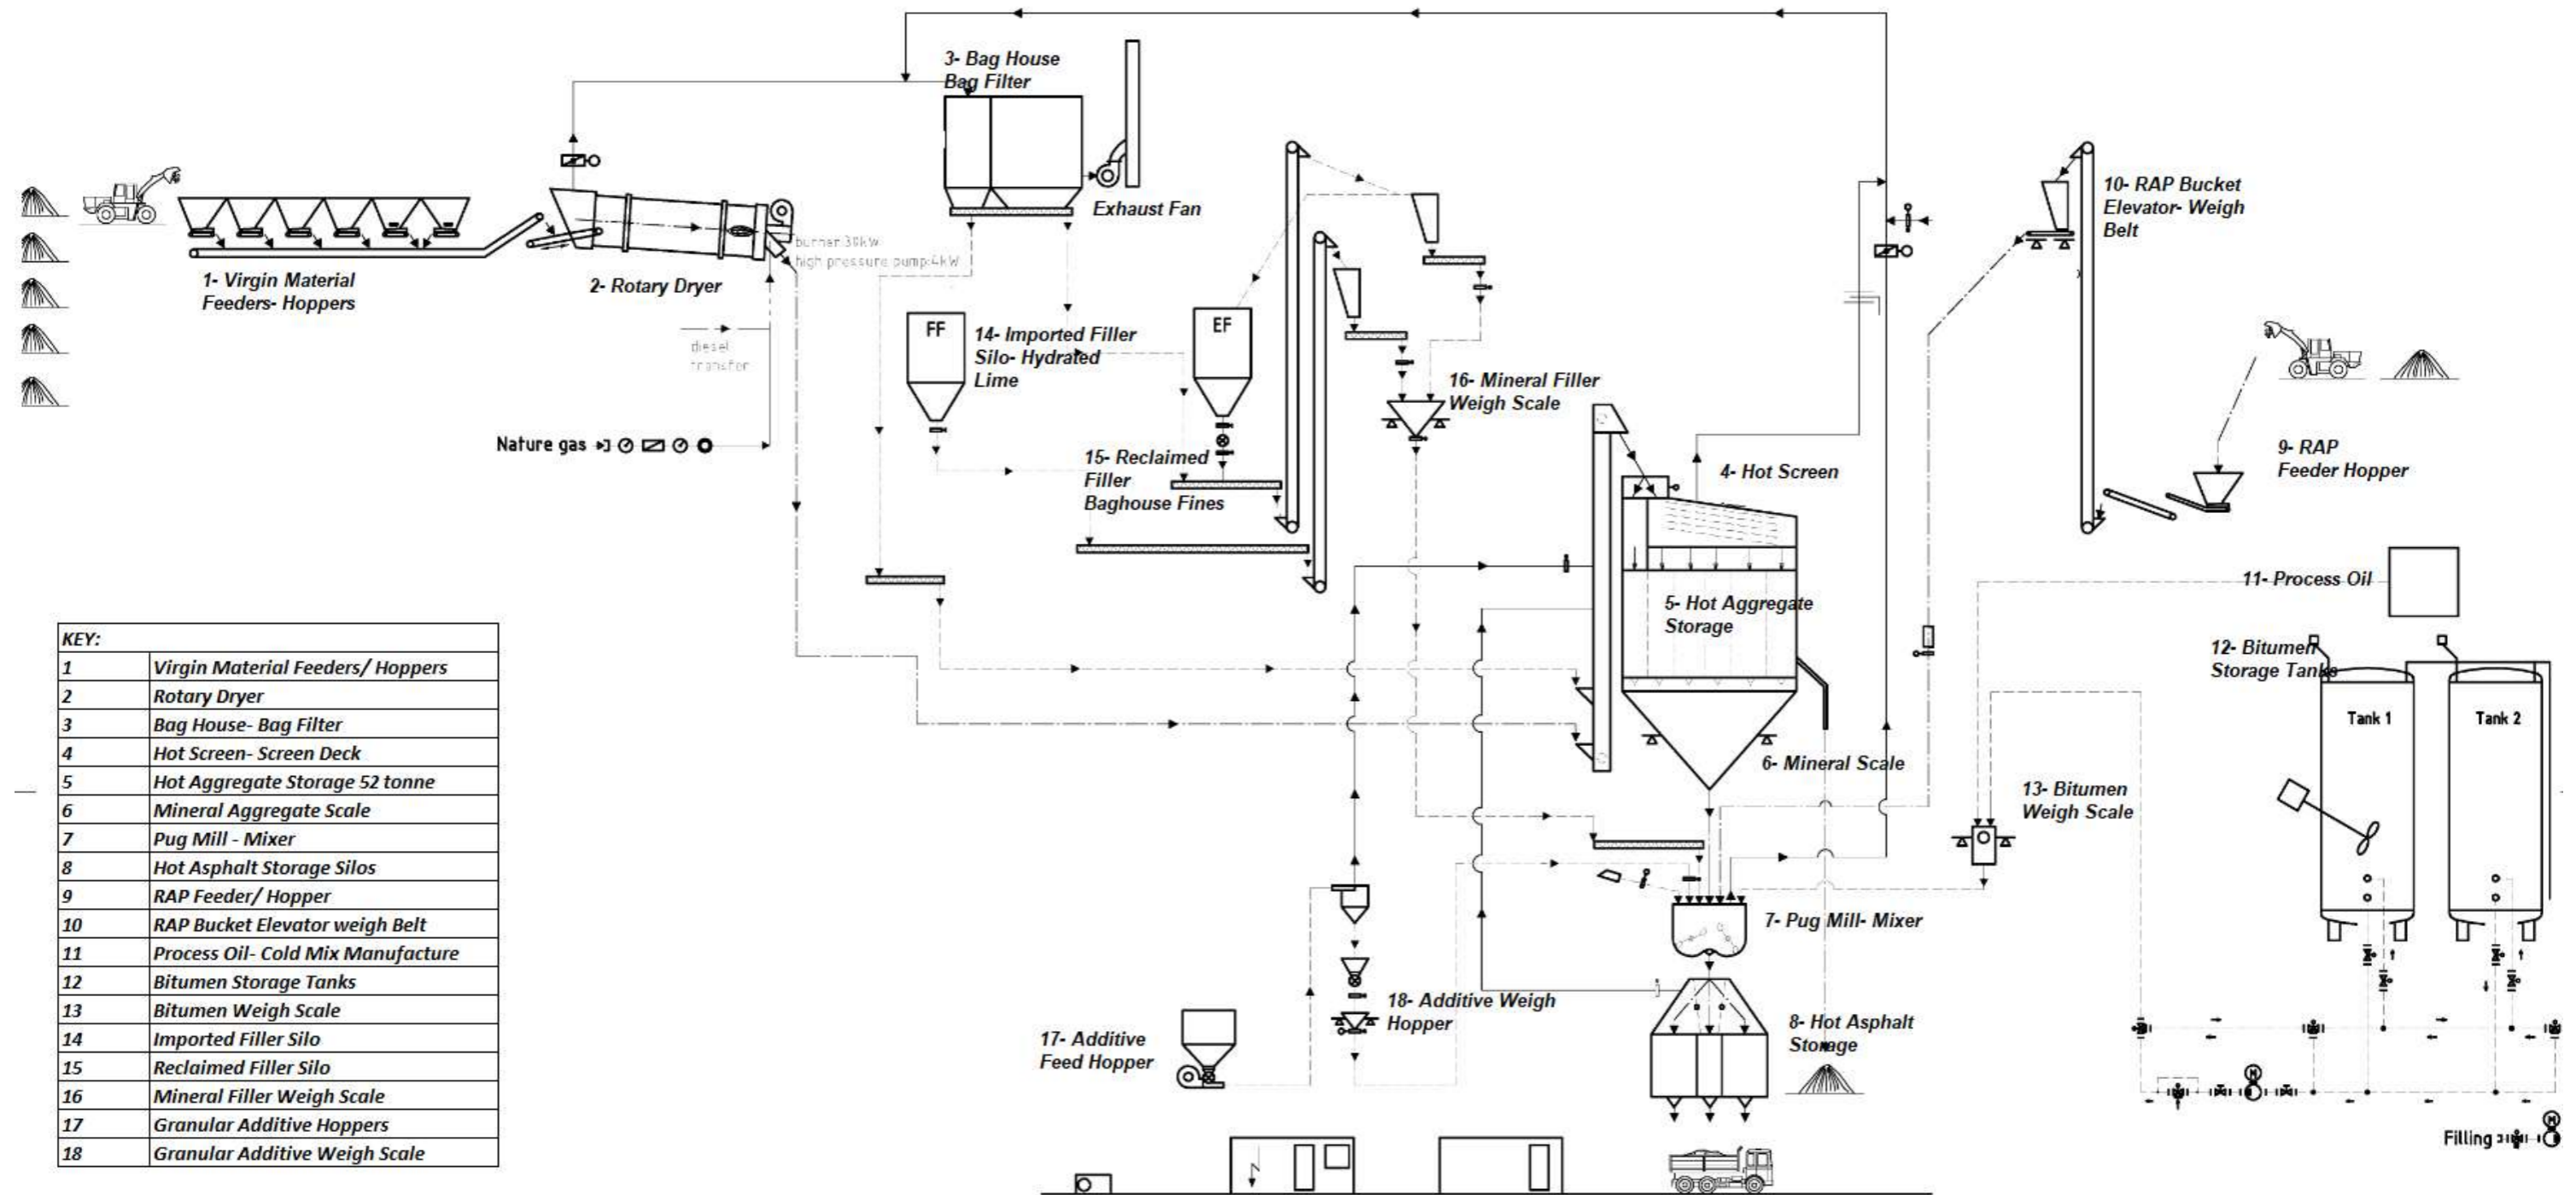 3- Bag House
Bag Filter
Exhaust Fan
10- RAP Bucket
Elevator- Weigh
Belt
1- Virgin Material
Feeders- Hoppers
2- Rotary Dryer
burner:30kW
high pressure pump:4kW
diesel
transfer
Nature gas
FF
14- Imported Filler
Silo- Hydrated
Lime
EF
15- Reclaimed
Filler
Baghouse Fines
16- Mineral Filler
Weigh Scale
4- Hot Screen
9- RAP
Feeder Hopper
5- Hot Aggregate
Storage
11- Process Oil
12- Bitumen
Storage Tanks
Tank 1
Tank 2
6- Mineral Scale
13- Bitumen
Weigh Scale
7- Pug Mill- Mixer
18- Additive Weigh
Hopper
17- Additive
Feed Hopper
8- Hot Asphalt
Storage
M
M
Filling
KEY:
1 Virgin Material Feeders/ Hoppers
2 Rotary Dryer
3 Bag House- Bag Filter
4 Hot Screen- Screen Deck
5 Hot Aggregate Storage 52 tonne
6 Mineral Aggregate Scale
7 Pug Mill - Mixer
8 Hot Asphalt Storage Silos
9 RAP Feeder/ Hopper
10 RAP Bucket Elevator weigh Belt
11 Process Oil- Cold Mix Manufacture
12 Bitumen Storage Tanks
13 Bitumen Weigh Scale
14 Imported Filler Silo
15 Reclaimed Filler Silo
16 Mineral Filler Weigh Scale
17 Granular Additive Hoppers
18 Granular Additive Weigh Scale